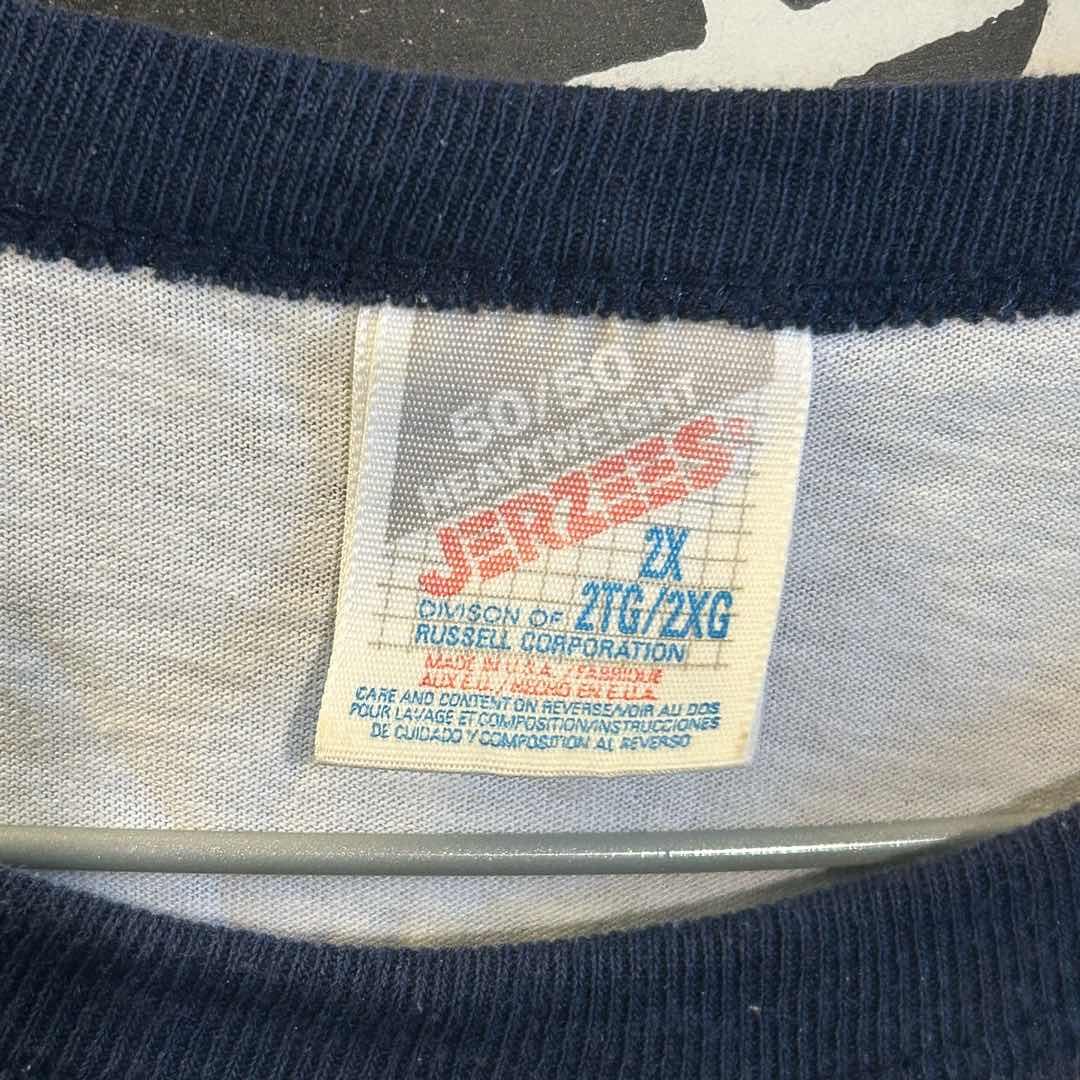 50/50
HEAVYWEIGHT
JERZEES®
2X
2TG/2XG
DIVISON OF
RUSSELL CORPORATION
MADE IN U.S.A. / FABRIQUE
AUX E.U. / HECHO EN E.U.A.
CARE AND CONTENT ON REVERSE/VOIR AU DOS
POUR LAVAGE ET COMPOSITION/INSTRUCCIONES
DE CUIDADO Y COMPOSITION AL REVERSO